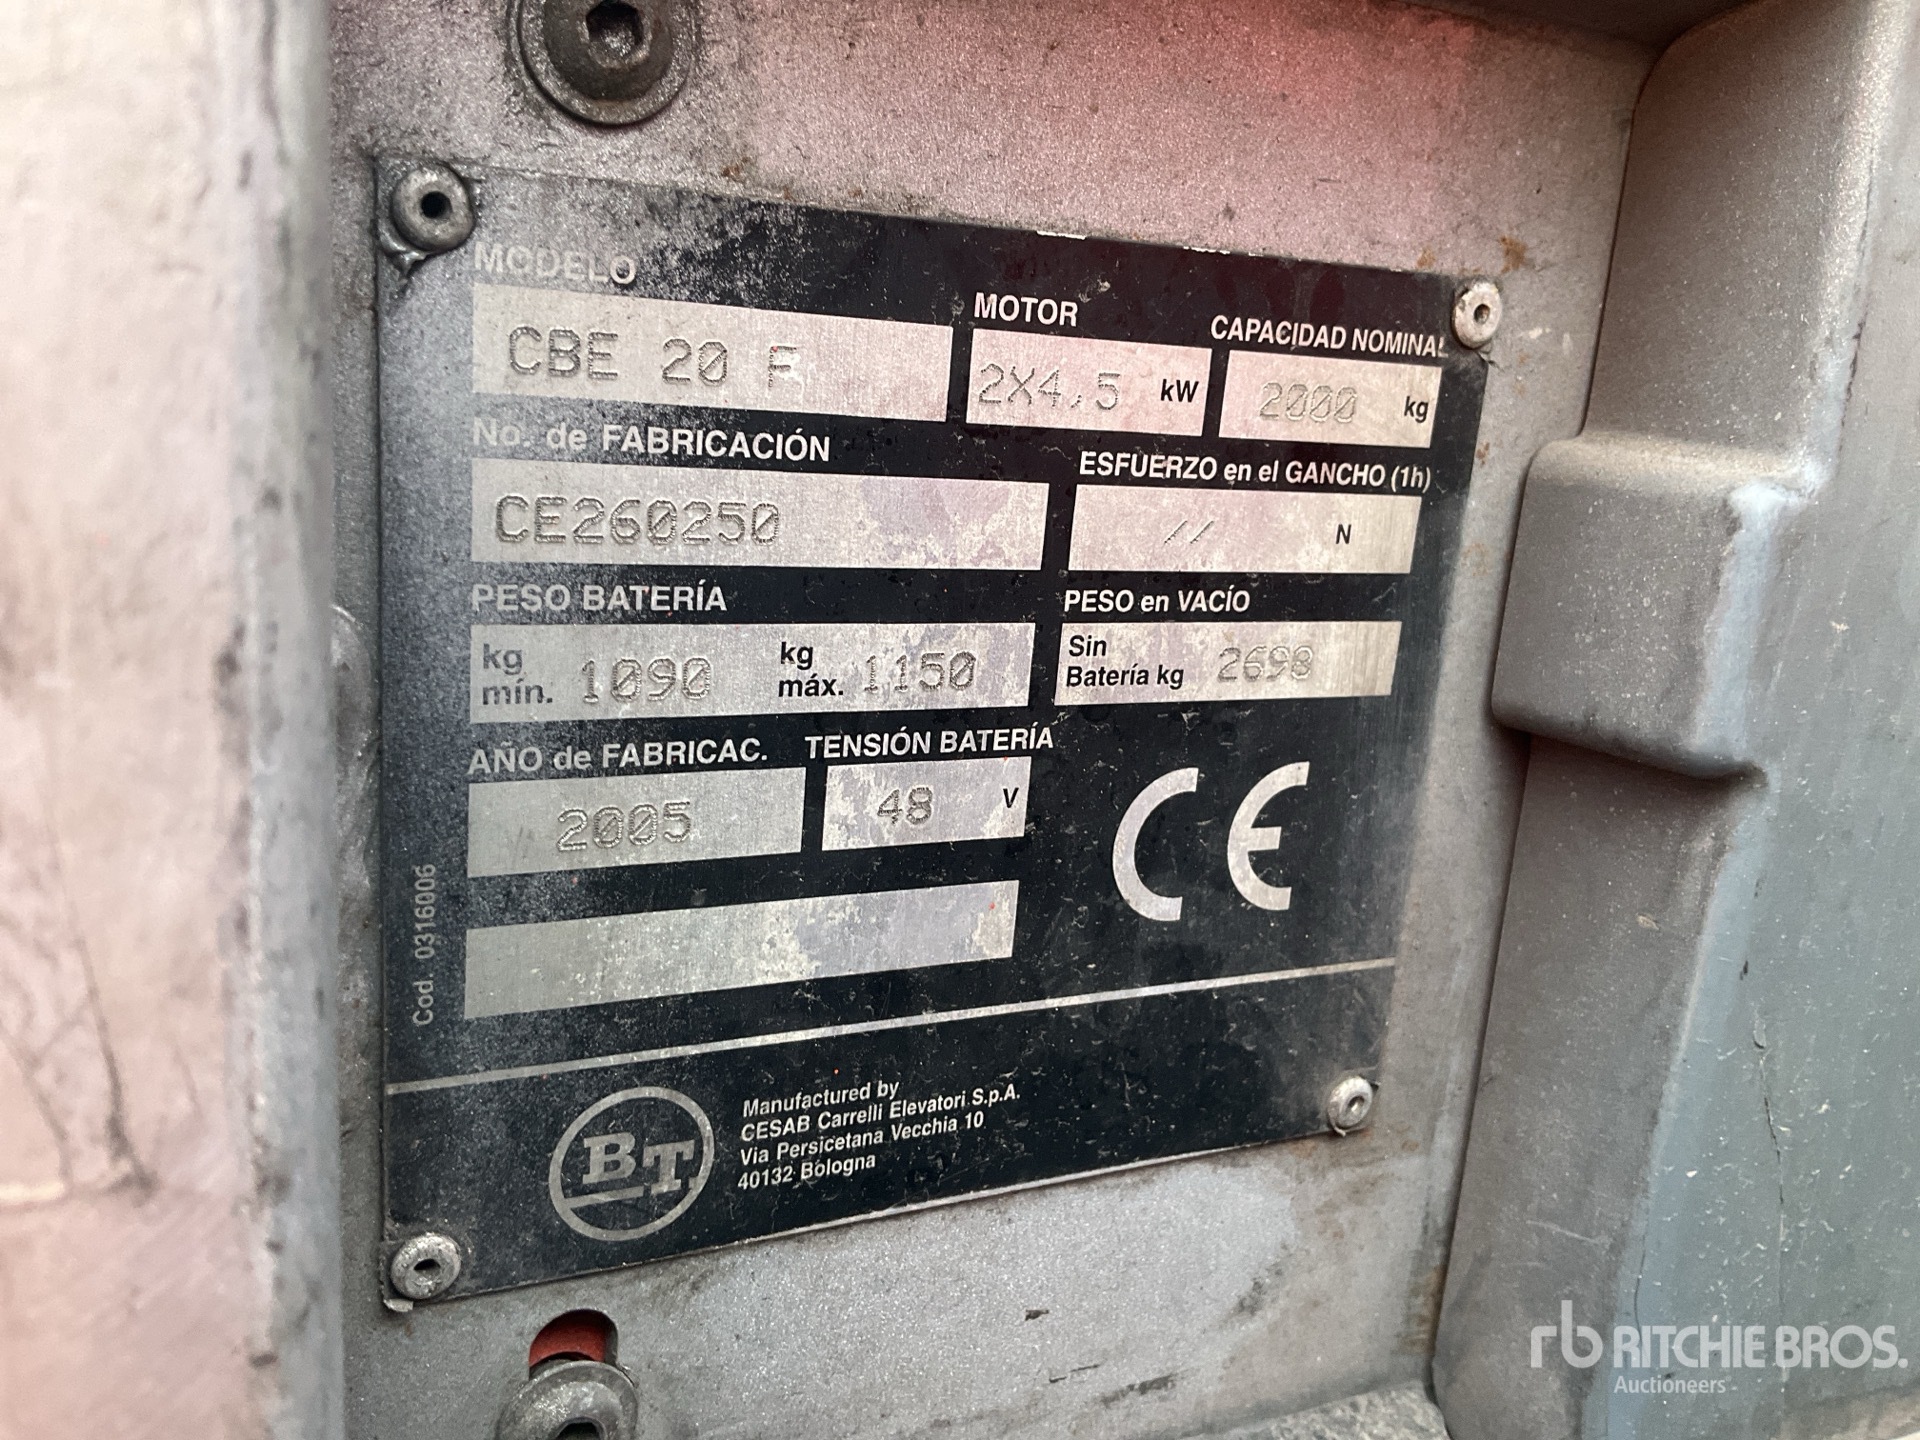 MODELO
CBE 20 F
MOTOR
2X4,5 kW
CAPACIDAD NOMINAL
2000 kg
No. de FABRICACIÓN
CE260250
ESFUERZO en el GANCHO (1h)
// N
PESO BATERÍA
kg mín. 1090 kg máx. 1150
PESO en VACÍO
Sin
Batería kg 2698
AÑO de FABRICAC.
2005
TENSIÓN BATERÍA
48 V
CE
Cod. 0316006
BT
Manufactured by
CESAB Carrelli Elevatori S.p.A.
Via Persicetana Vecchia 10
40132 Bologna
rb RITCHIE BROS.
Auctioneers